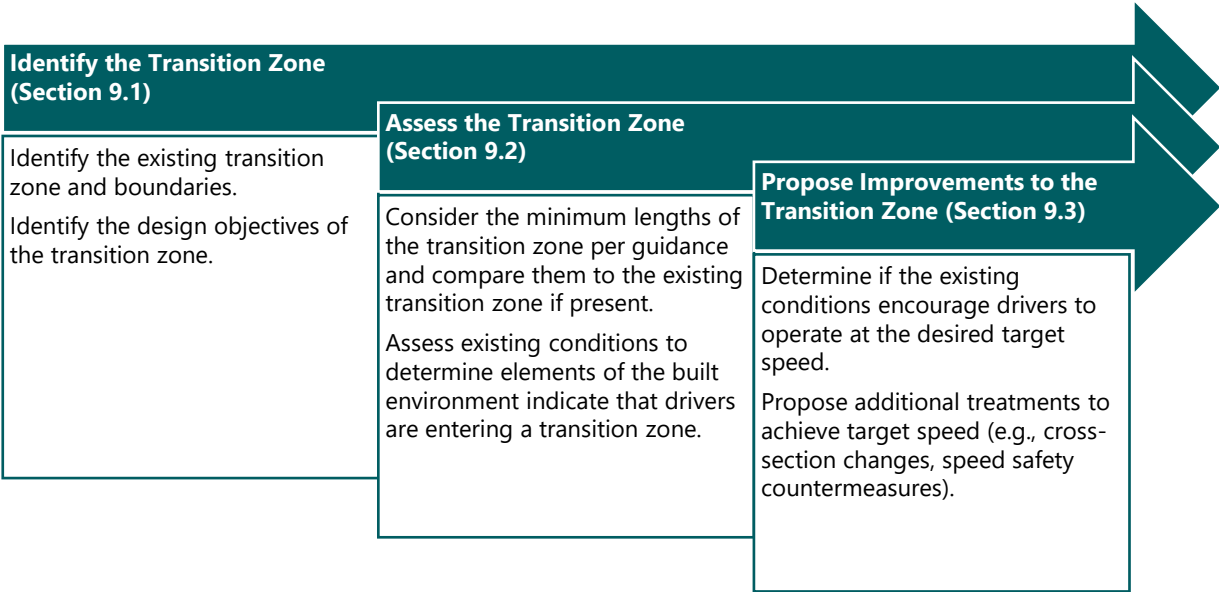 Identify the Transition Zone
(Section 9.1)
Identify the existing transition
zone and boundaries.
Identify the design objectives of
the transition zone.
Assess the Transition Zone
(Section 9.2)
Consider the minimum lengths of
the transition zone per guidance
and compare them to the existing
transition zone if present.
Assess existing conditions to
determine elements of the built
environment indicate that drivers
are entering a transition zone.
Propose Improvements to the
Transition Zone (Section 9.3)
Determine if the existing
conditions encourage drivers to
operate at the desired target
speed.
Propose additional treatments to
achieve target speed (e.g., cross-
section changes, speed safety
countermeasures).